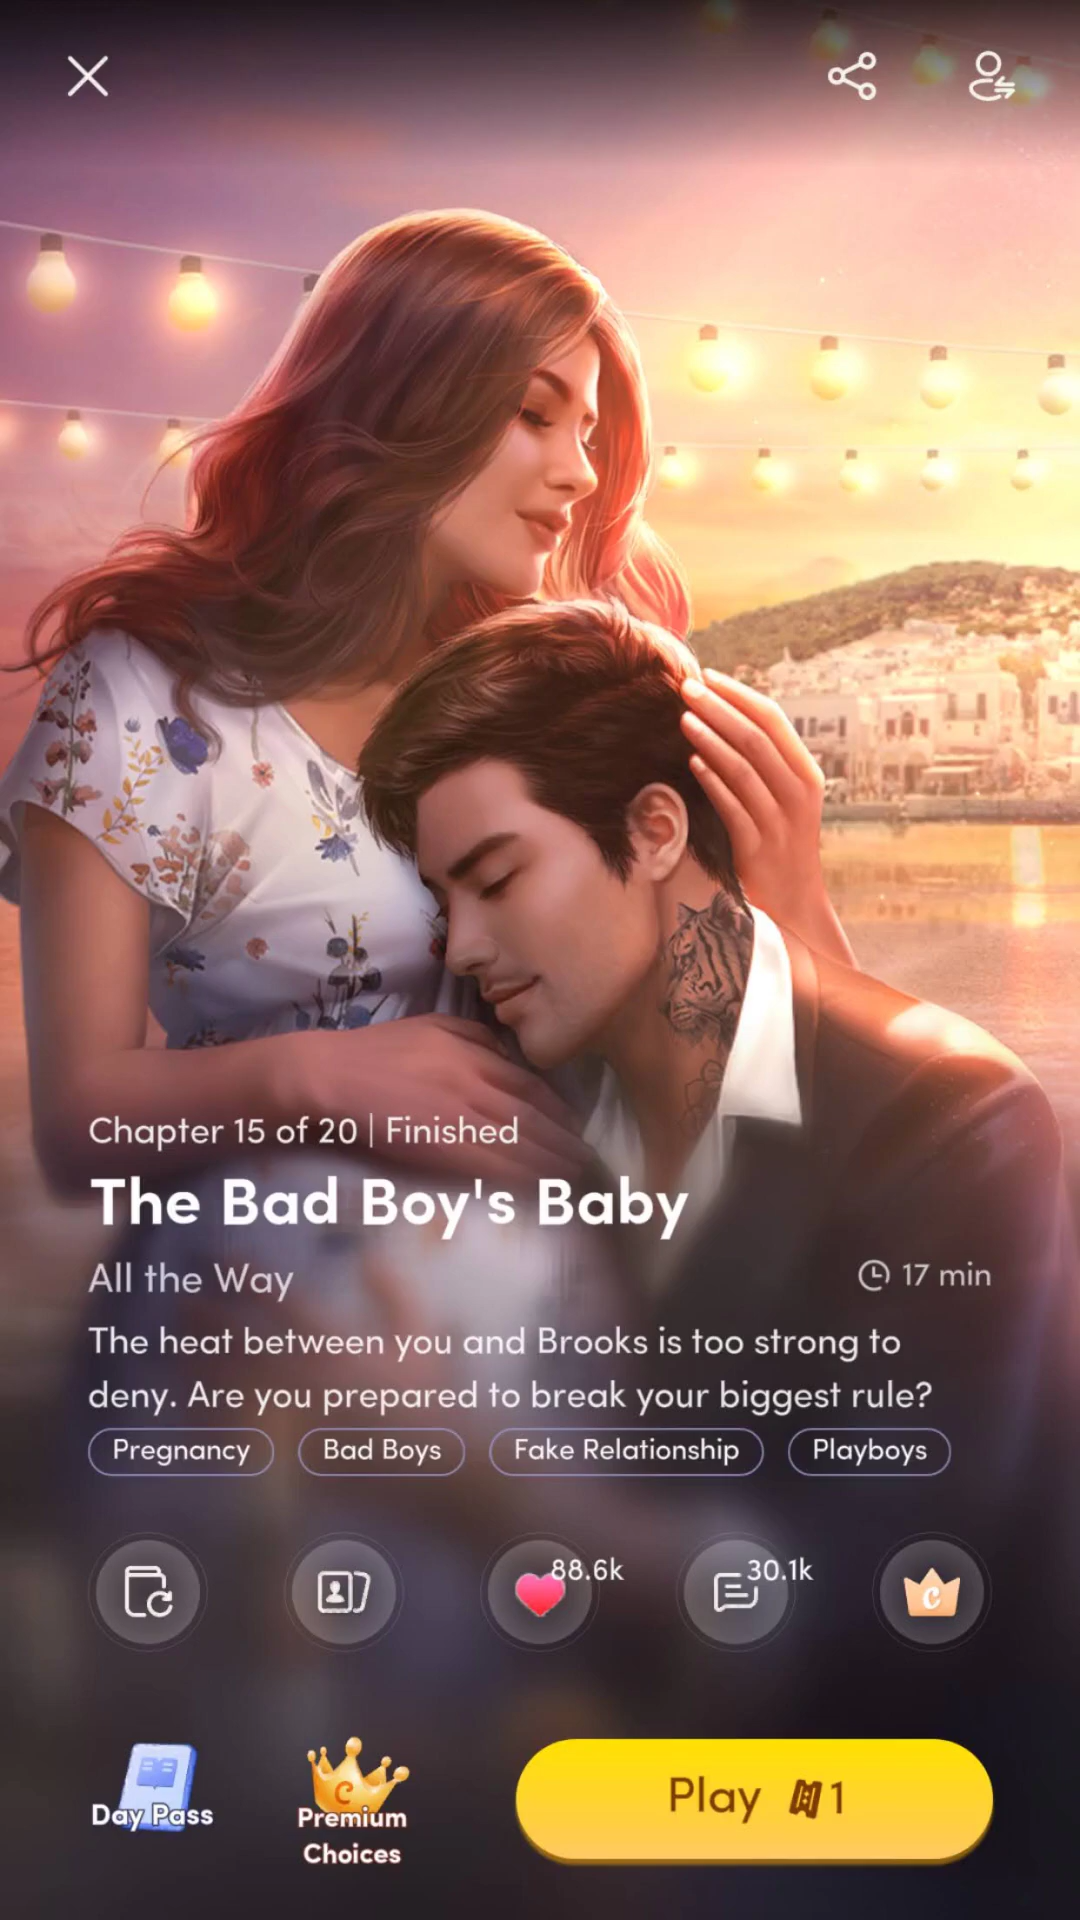 Chapter 15 of 20 | Finished
The Bad Boy's Baby
All the Way
17 min
The heat between you and Brooks is too strong to
deny. Are you prepared to break your biggest rule?
Pregnancy
Bad Boys
Fake Relationship
Playboys
88.6k
30.1k
C
Day Pass
C
Premium
Choices
Play 1